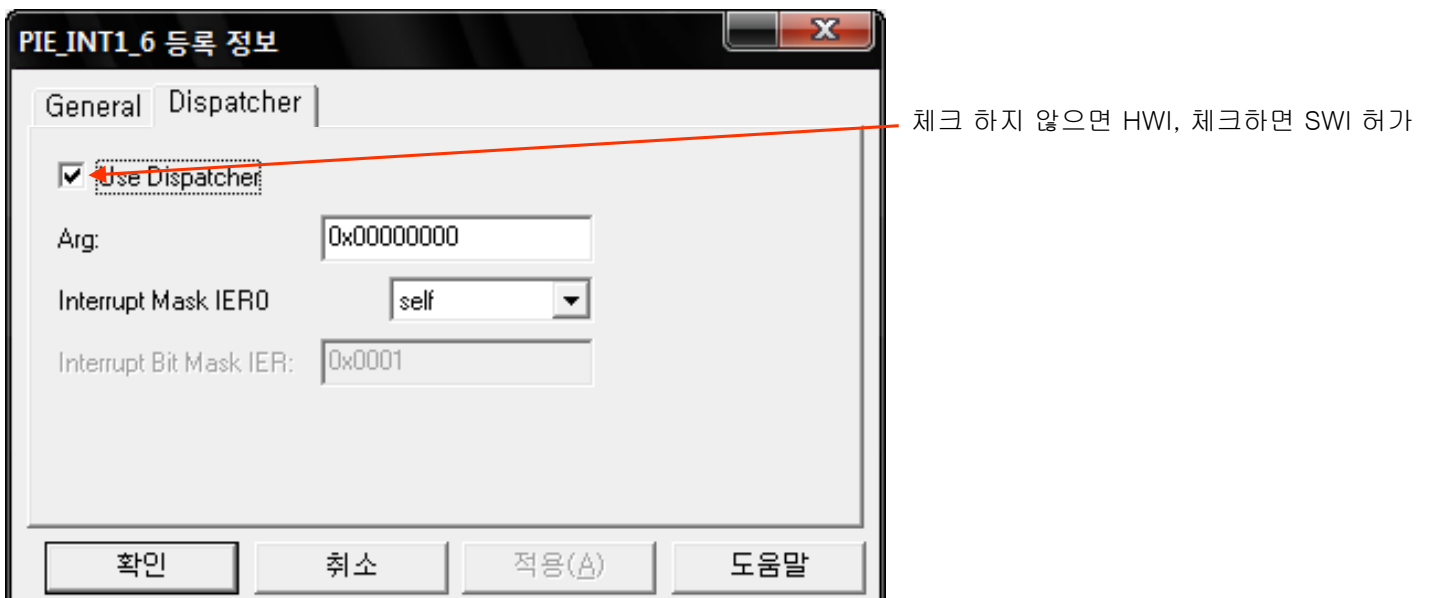 PIE_INT1_6 등록 정보
General Dispatcher
체크 하지 않으면 HWI, 체크하면 SWI 허가
Use Dispatcher
Arg: 0x00000000
Interrupt Mask IER0 self
Interrupt Bit Mask IER: 0x0001
확인 취소 적용(A) 도움말